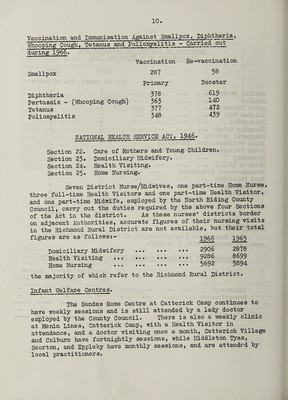 10.
Vaccination and Immunisation Against Smallpox, Diphtheria,
Whooping Cough, Tetanus and Poliomyelitis - Carried out
during 1966.
Vaccination Re-vaccination
Smallpox 287 58
Primary Booster
Diphtheria 378 619
Pertussis - (Whooping Cough) 363 140
Tetanus 377 472
Poliomyelitis 348 439
NATIONAL HEALTH SERVICE ACT, 1946.
Section 22. Care of Mothers and Young Children.
Section 23. Domiciliary Midwifery.
Section 24. Health Visiting.
Section 25. Home Nursing.
Seven District Nurse/Midwives, one part-time Home Nurse,
three full-time Health Visitors and one part-time Health Visitor,
and one part-time Midwife, employed by the North Riding County
Council, carry out the duties required by the above four Sections
of the Act in the district. As these nurses' districts border
on adjacent Authorities, accurate figures of their nursing visits
in the Richmond Rural District are not available, but their total
figures are as follows:-
1966 1965
Domiciliary Midwifery ... ... ... 2906 2878
Health Visiting ... ... ... ... 9286 8699
Home Nursing ... ... ... ... 5692 5894
the majority of which refer to the Richmond Rural District.
Infant Welfare Centres.
The Sandes Home Centre at Catterick Camp continues to
have weekly sessions and is still attended by a lady doctor
employed by the County Council. There is also a weekly clinic
at Menin Lines, Catterick Camp, with a Health Visitor in
attendance, and a doctor visiting once a month, Catterick Village
and Colburn have fortnightly sessions, while Middleton Tyas,
Scorton, and Eppleby have monthly sessions, and are attended by
local practitioners.